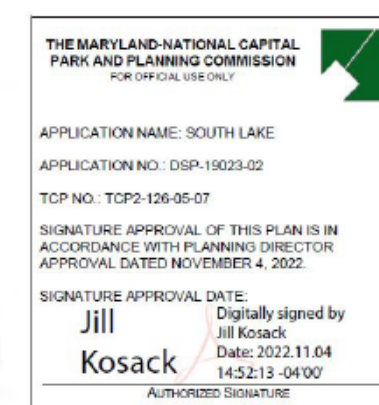 THE MARYLAND-NATIONAL CAPITAL
PARK AND PLANNING COMMISSION
FOR OFFICIAL USE ONLY
APPLICATION NAME: SOUTH LAKE
APPLICATION NO.: DSP-19023-02
TCP NO.: TCP2-126-05-07
SIGNATURE APPROVAL OF THIS PLAN IS IN
ACCORDANCE WITH PLANNING DIRECTOR
APPROVAL DATED NOVEMBER 4, 2022.
SIGNATURE APPROVAL DATE:
Jill
Kosack
Digitally signed by
Jill Kosack
Date: 2022.11.04
14:52:13 -04'00'
AUTHORIZED SIGNATURE